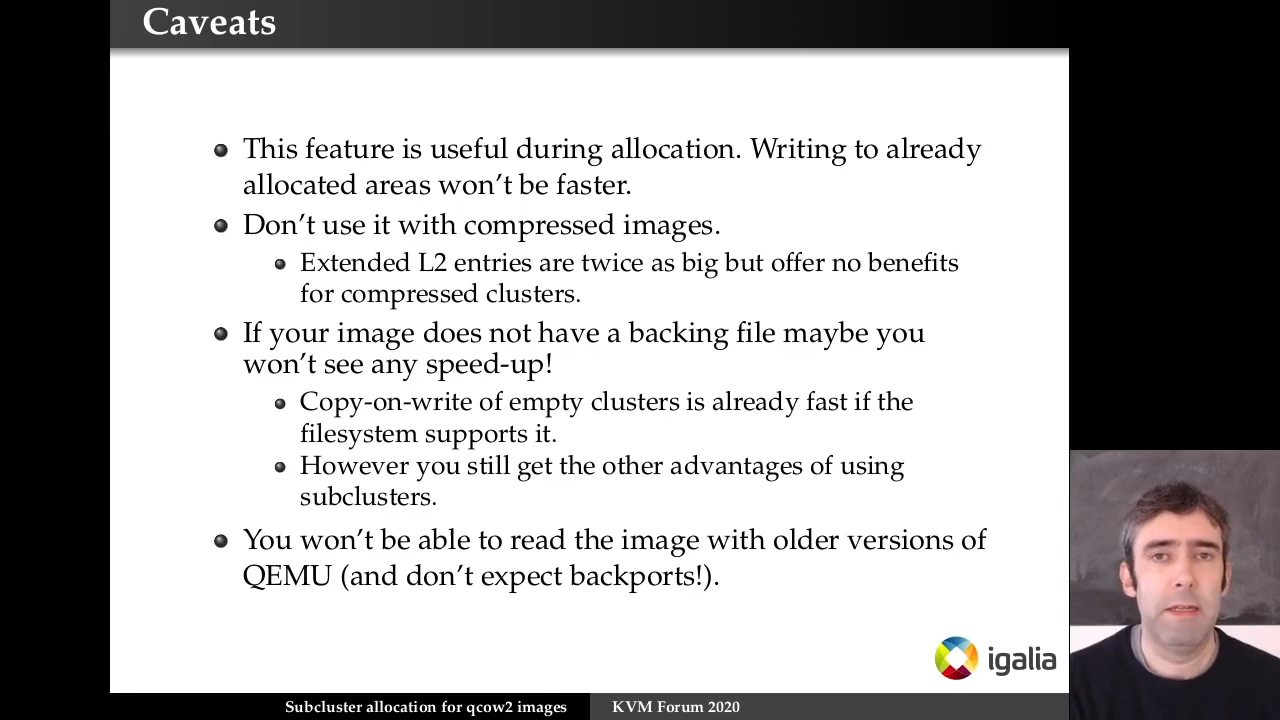 Caveats
This feature is useful during allocation. Writing to already
allocated areas won't be faster.
Don't use it with compressed images.
Extended L2 entries are twice as big but offer no benefits
for compressed clusters.
If your image does not have a backing file maybe you
won't see any speed-up!
Copy-on-write of empty clusters is already fast if the
filesystem supports it.
However you still get the other advantages of using
subclusters.
You won't be able to read the image with older versions of
QEMU (and don't expect backports!).
igalia
Subcluster allocation for qcow2 images
KVM Forum 2020